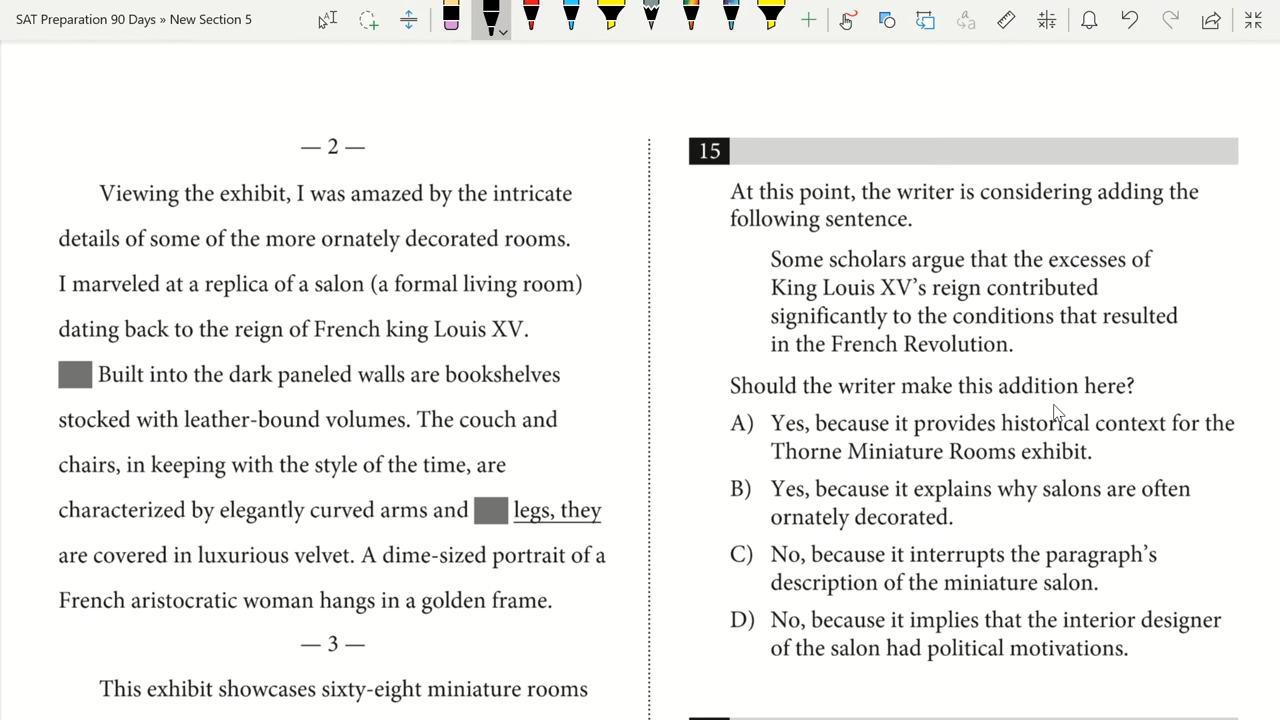 SAT Preparation 90 Days » New Section 5
— 2 —
Viewing the exhibit, I was amazed by the intricate
details of some of the more ornately decorated rooms.
I marveled at a replica of a salon (a formal living room)
dating back to the reign of French king Louis XV.
Built into the dark paneled walls are bookshelves
stocked with leather-bound volumes. The couch and
chairs, in keeping with the style of the time, are
characterized by elegantly curved arms and legs, they
are covered in luxurious velvet. A dime-sized portrait of a
French aristocratic woman hangs in a golden frame.
— 3 —
This exhibit showcases sixty-eight miniature rooms
15
At this point, the writer is considering adding the
following sentence.
Some scholars argue that the excesses of
King Louis XV’s reign contributed
significantly to the conditions that resulted
in the French Revolution.
Should the writer make this addition here?
A) Yes, because it provides historical context for the
Thorne Miniature Rooms exhibit.
B) Yes, because it explains why salons are often
ornately decorated.
C) No, because it interrupts the paragraph’s
description of the miniature salon.
D) No, because it implies that the interior designer
of the salon had political motivations.